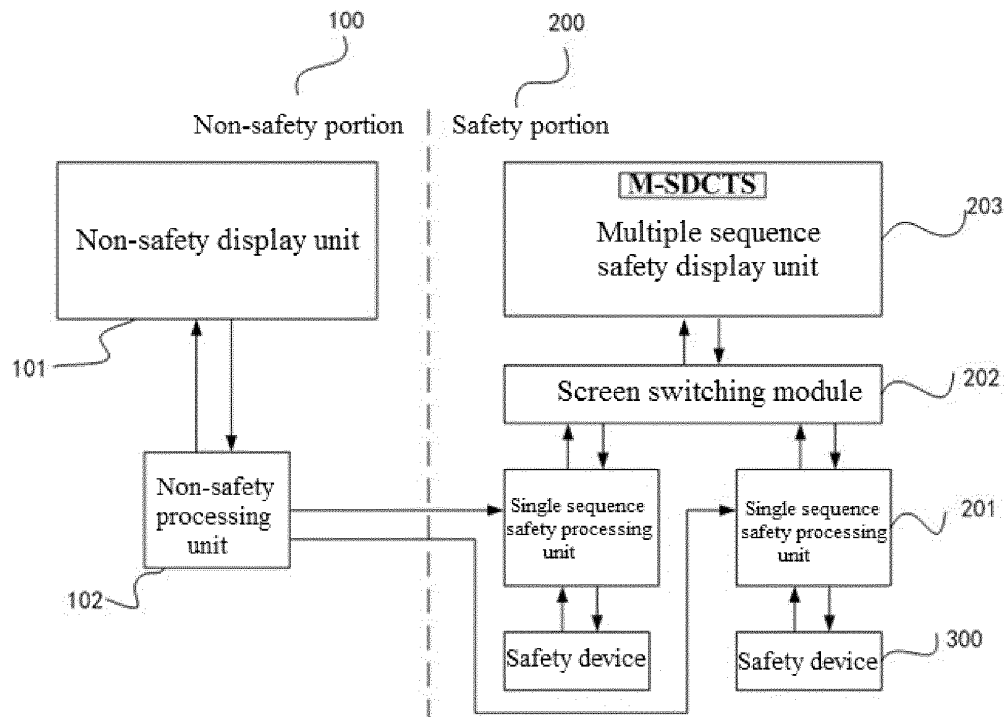 100
200
Non-safety portion
Safety portion
M-SDCTS
Non-safety display unit
Multiple sequence
safety display unit
203
101
202
Screen switching module
Non-safety
processing
unit
Single sequence
safety processing
unit
Single sequence
safety processing
unit
201
102
Safety device
Safety device
300